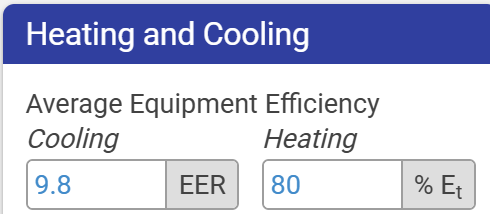 Heating and Cooling
Average Equipment Efficiency
Cooling Heating
9.8 EER 80 % Et